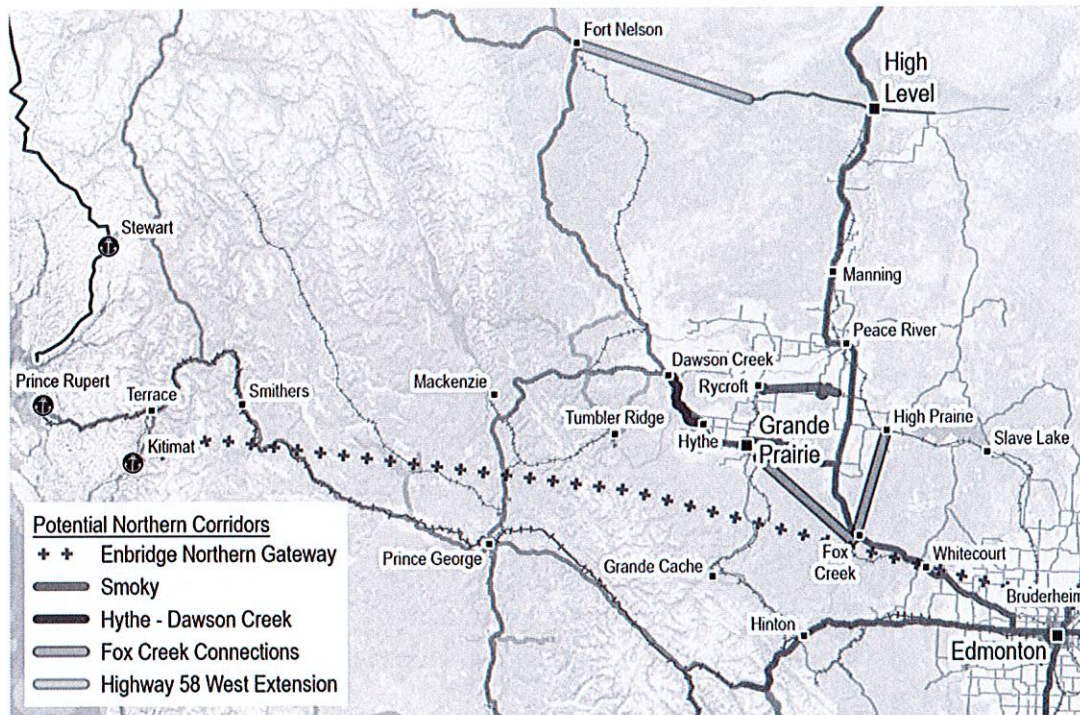 Fort Nelson
High
Level
Stewart
Manning
Peace River
Dawson Creek
Prince Rupert
Terrace
Smithers
Mackenzie
Rycroft
High Prairie
Tumbler Ridge
Grande
Prairie
Hythe
Slave Lake
Kitimat
Potential Northern Corridors
Enbridge Northern Gateway
Smoky
Hythe - Dawson Creek
Fox Creek Connections
Highway 58 West Extension
Prince George
Grande Cache
Fox
Creek
Whitecourt
Bruderheim
Hinton
Edmonton